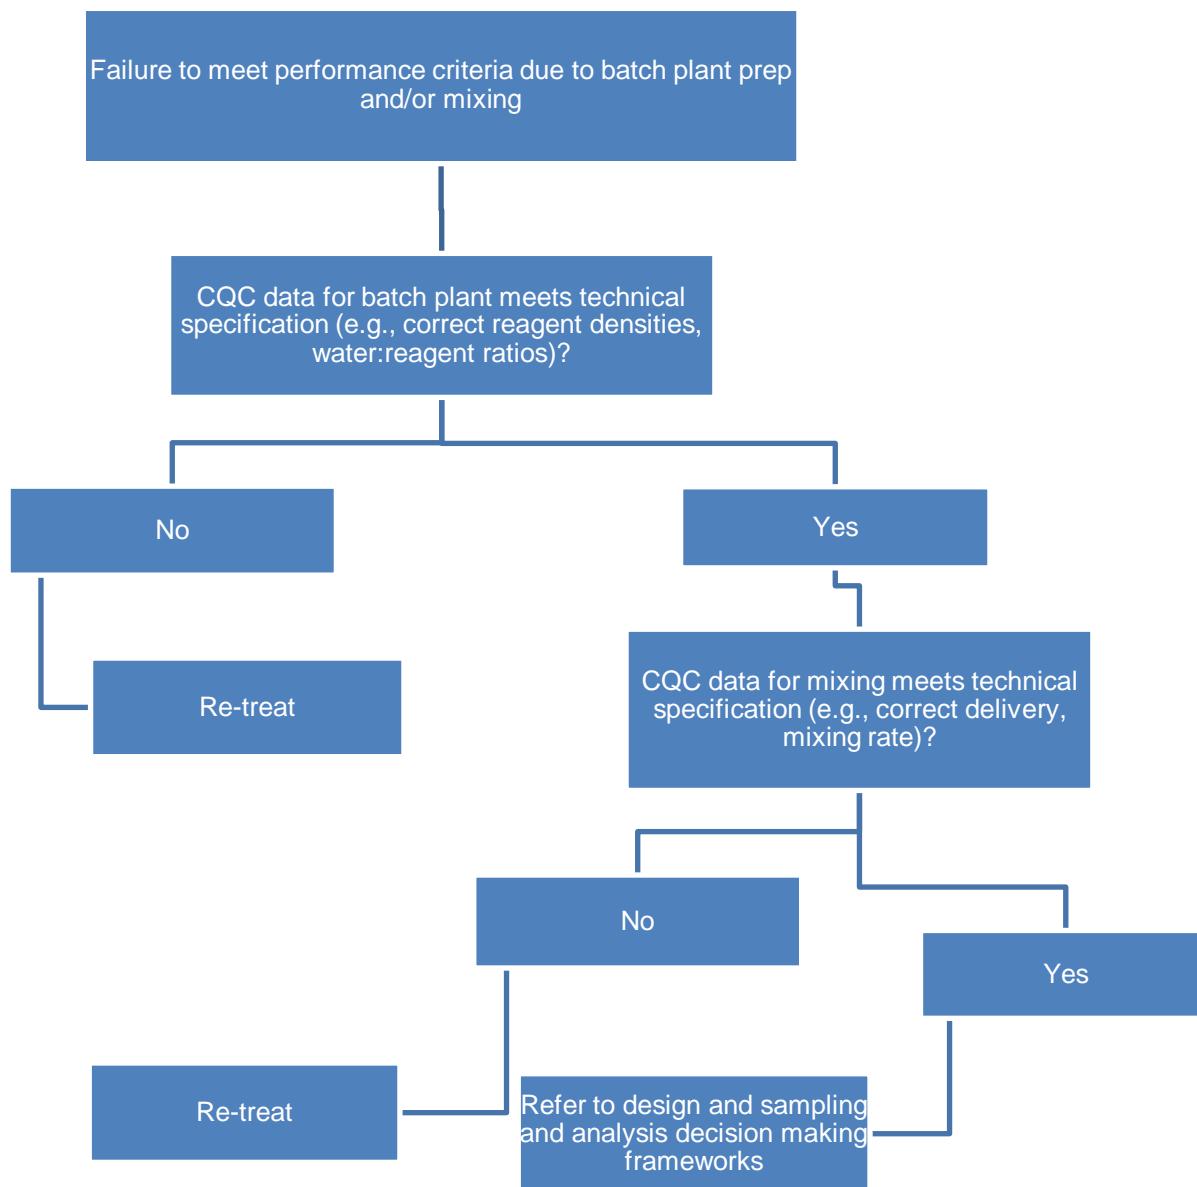 Failure to meet performance criteria due to batch plant prep
and/or mixing
CQC data for batch plant meets technical
specification (e.g., correct reagent densities,
water:reagent ratios)?
No
Yes
Re-treat
CQC data for mixing meets technical
specification (e.g., correct delivery,
mixing rate)?
No
Yes
Re-treat
Refer to design and sampling
and analysis decision making
frameworks